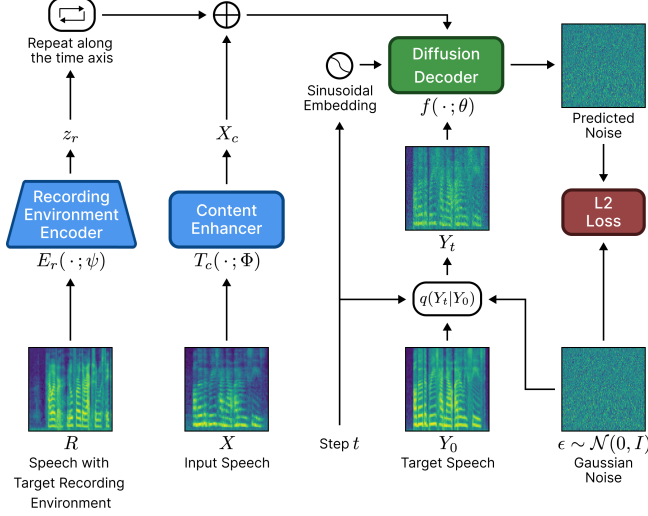 Repeat along
the time axis
Sinusoidal
Embedding
Diffusion
Decoder
f(·;θ)
Predicted
Noise
z_r
X_c
Recording
Environment
Encoder
E_r(·;ψ)
Content
Enhancer
T_c(·;Φ)
Y_t
L2
Loss
q(Y_t|Y_0)
R
Speech with
Target Recording
Environment
X
Input Speech
Step t
Y_0
Target Speech
ϵ ∼ 𝒩(0, I)
Gaussian
Noise